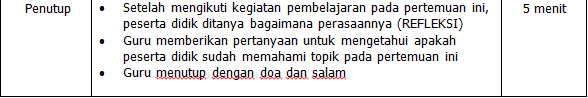 Penutup
• Setelah mengikuti kegiatan pembelajaran pada pertemuan ini,
peserta didik ditanya bagaimana perasaannya (REFLEKSI)
• Guru memberikan pertanyaan untuk mengetahui apakah
peserta didik sudah memahami topik pada pertemuan ini
• Guru menutup dengan doa dan salam
5 menit